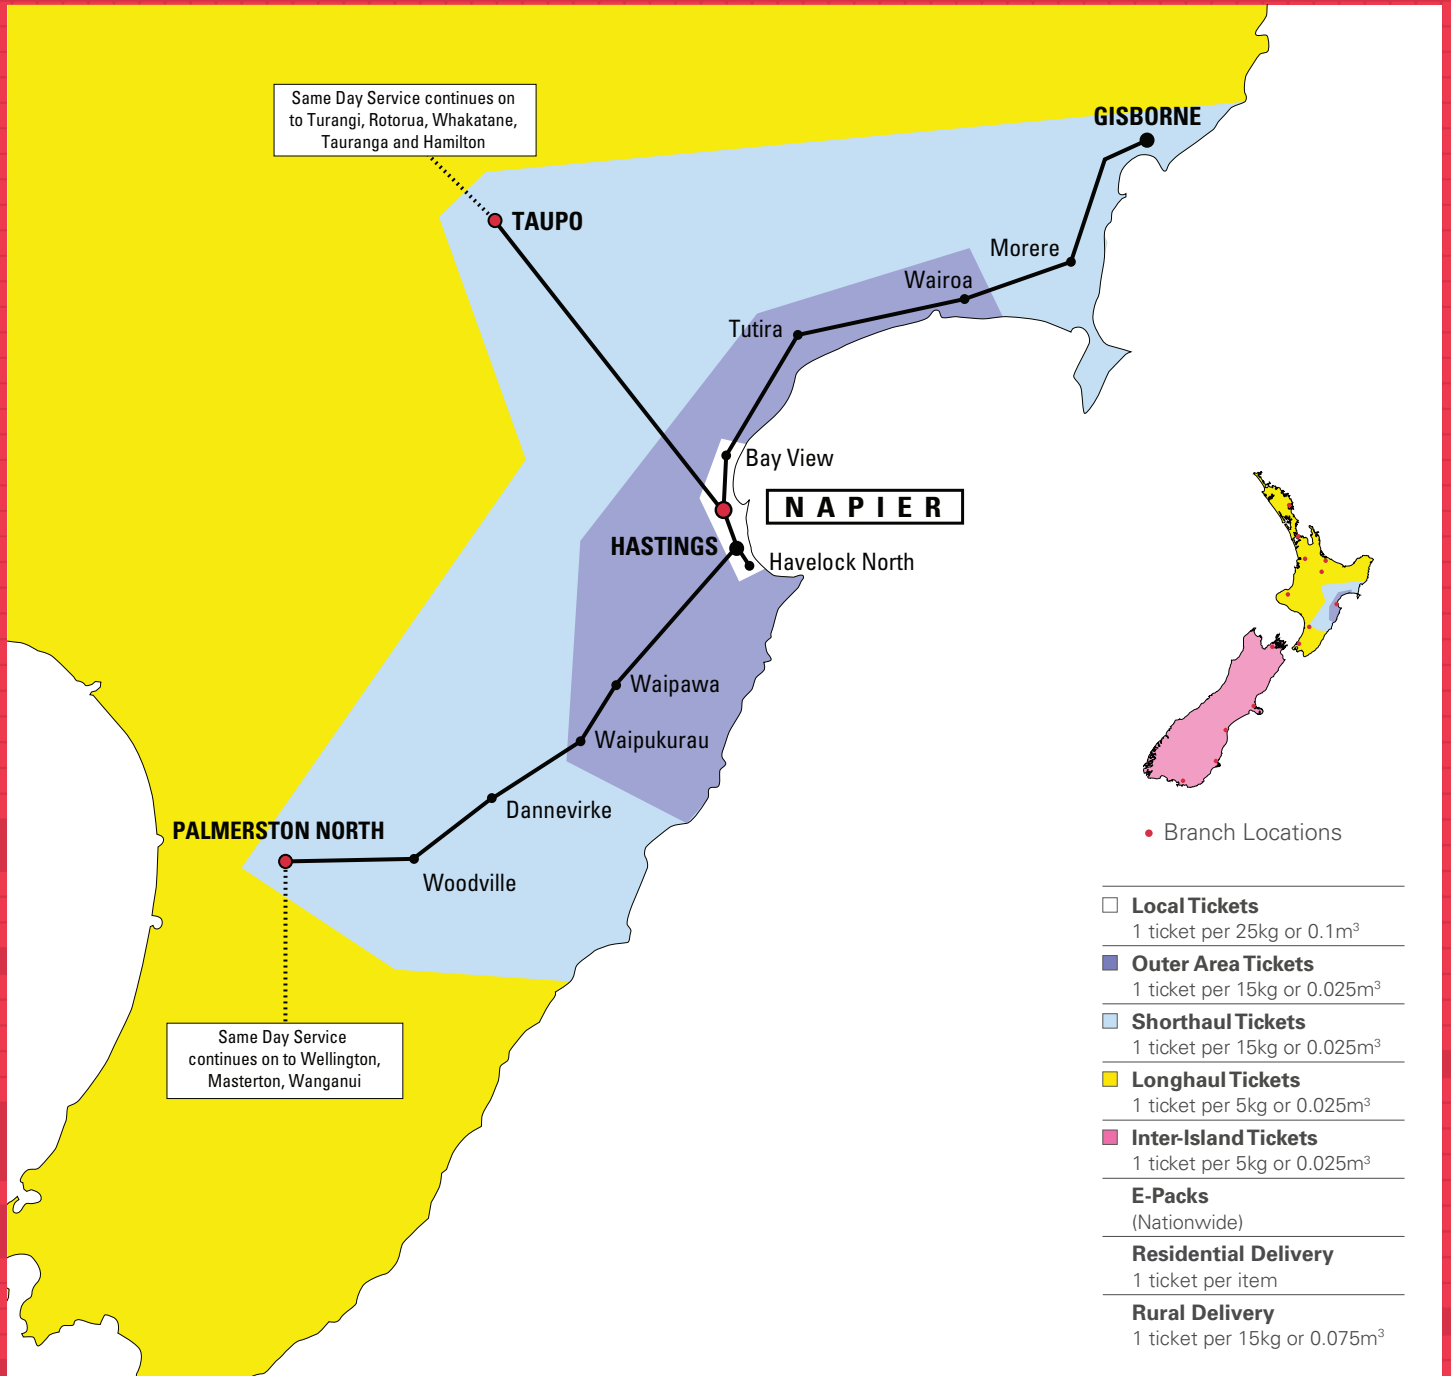 Same Day Service continues on
to Turangi, Rotorua, Whakatane,
Tauranga and Hamilton
GISBORNE
TAUPO
Morere
Wairoa
Tutira
Bay View
NAPIER
HASTINGS
Havelock North
Waipawa
Waipukurau
Dannevirke
PALMERSTON NORTH
Woodville
Same Day Service
continues on to Wellington,
Masterton, Wanganui
• Branch Locations
Local Tickets
1 ticket per 25kg or 0.1m³
Outer Area Tickets
1 ticket per 15kg or 0.025m³
Shorthaul Tickets
1 ticket per 15kg or 0.025m³
Longhaul Tickets
1 ticket per 5kg or 0.025m³
Inter-Island Tickets
1 ticket per 5kg or 0.025m³
E-Packs
(Nationwide)
Residential Delivery
1 ticket per item
Rural Delivery
1 ticket per 15kg or 0.075m³